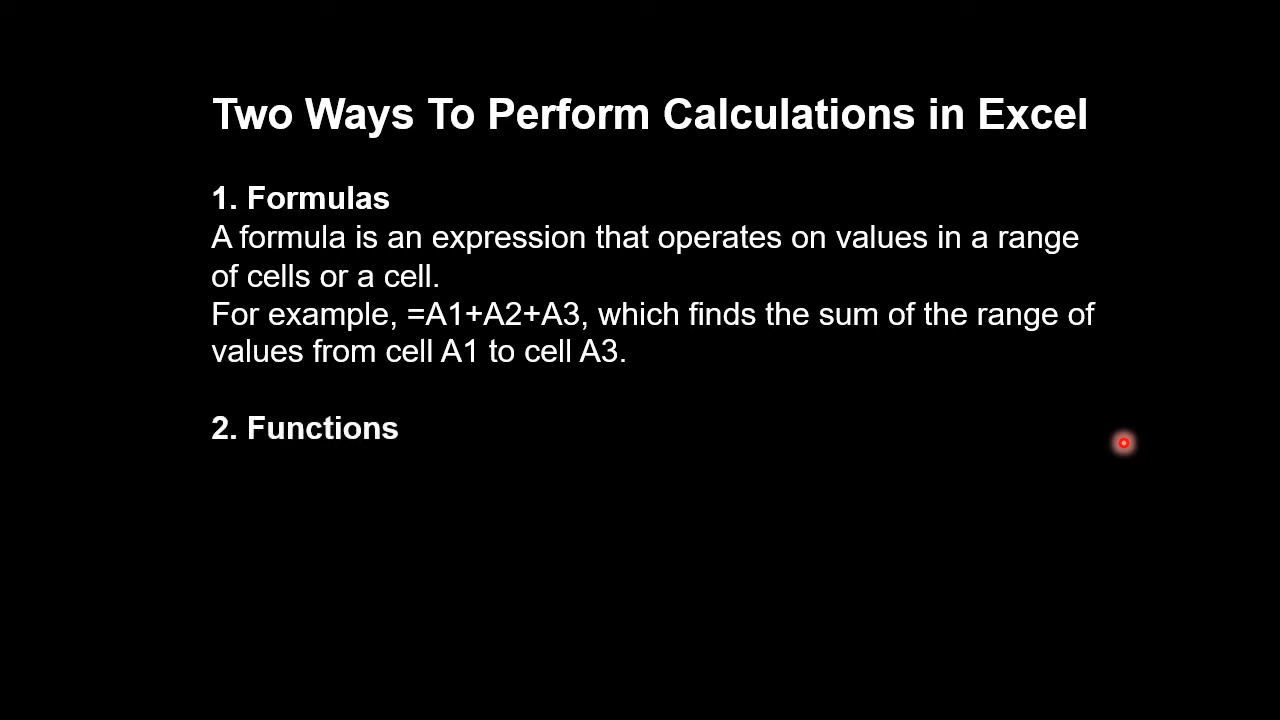 Two Ways To Perform Calculations in Excel
1. Formulas
A formula is an expression that operates on values in a range
of cells or a cell.
For example, =A1+A2+A3, which finds the sum of the range of
values from cell A1 to cell A3.
2. Functions